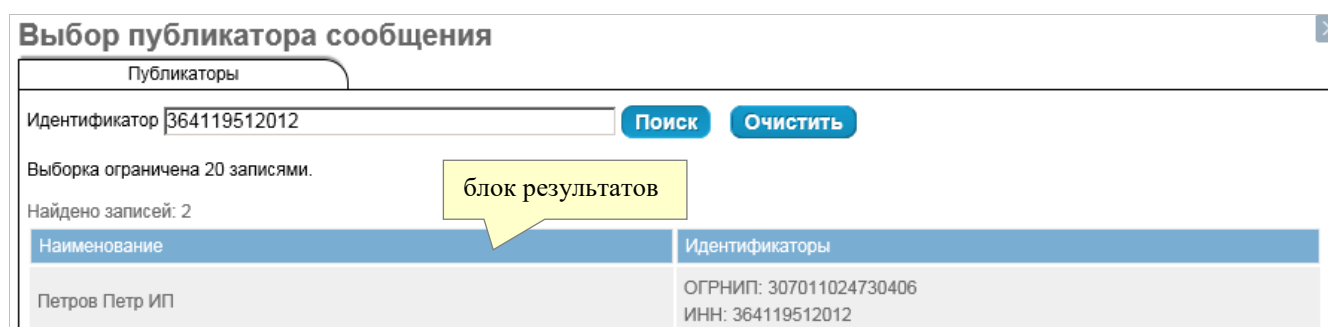 Выбор публикатора сообщения
Публикаторы
Идентификатор 364119512012 Поиск Очистить
Выборка ограничена 20 записями.
блок результатов
Найдено записей: 2
Наименование Идентификаторы
Петров Петр ИП ОГРНИП: 307011024730406
ИНН: 364119512012